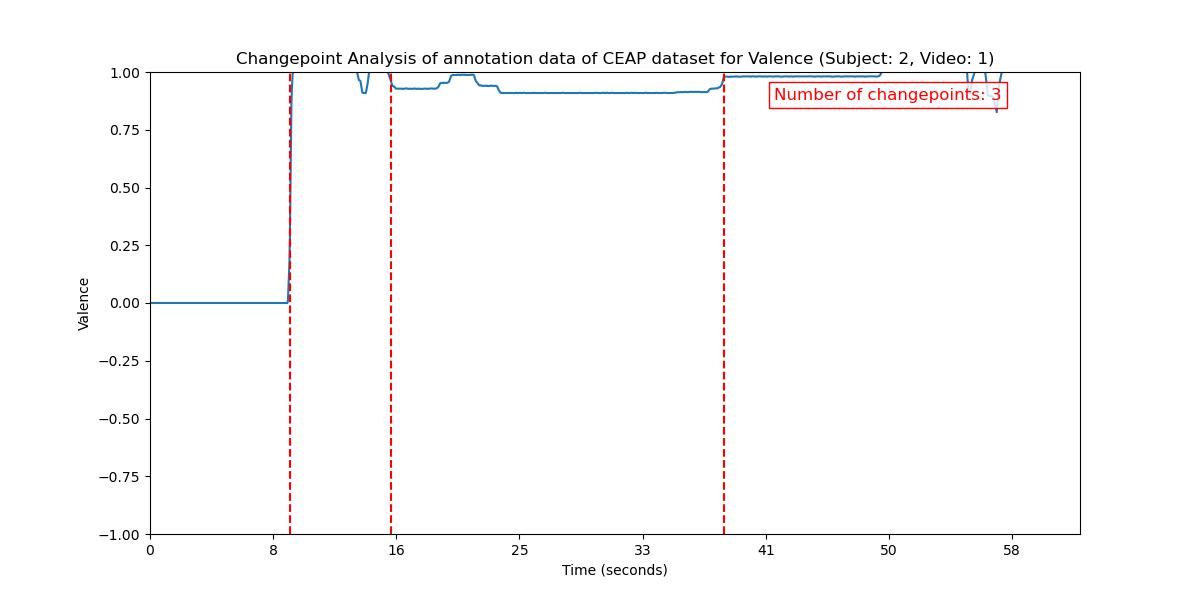 Changepoint Analysis of annotation data of CEAP dataset for Valence (Subject: 2, Video: 1)
Number of changepoints: 3
1.00
0.75
0.50
0.25
0.00
−0.25
−0.50
−0.75
−1.00
Valence
0 8 16 25 33 41 50 58
Time (seconds)